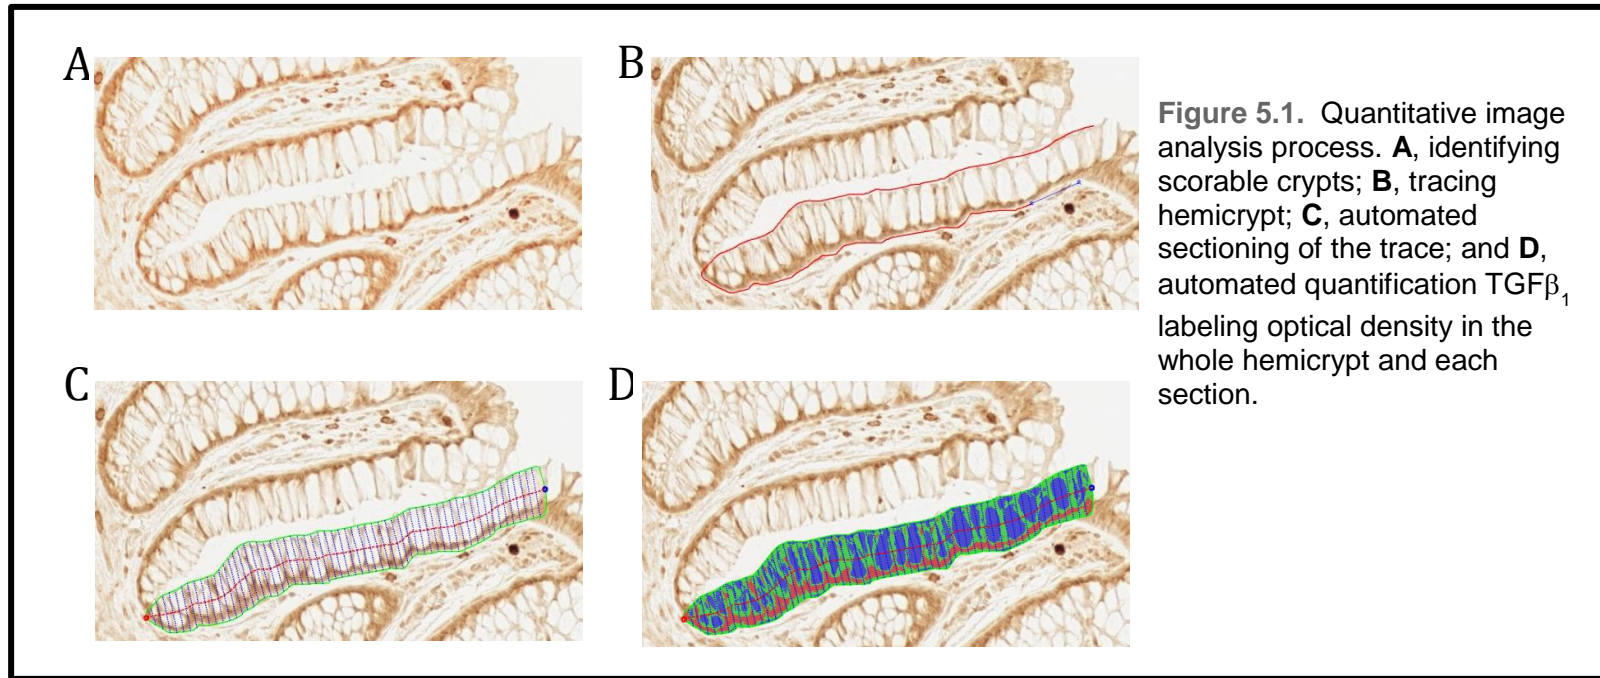 A
B
C
D
Figure 5.1. Quantitative image
analysis process. A, identifying
scorable crypts; B, tracing
hemicrypt; C, automated
sectioning of the trace; and D,
automated quantification TGFβ₁
labeling optical density in the
whole hemicrypt and each
section.